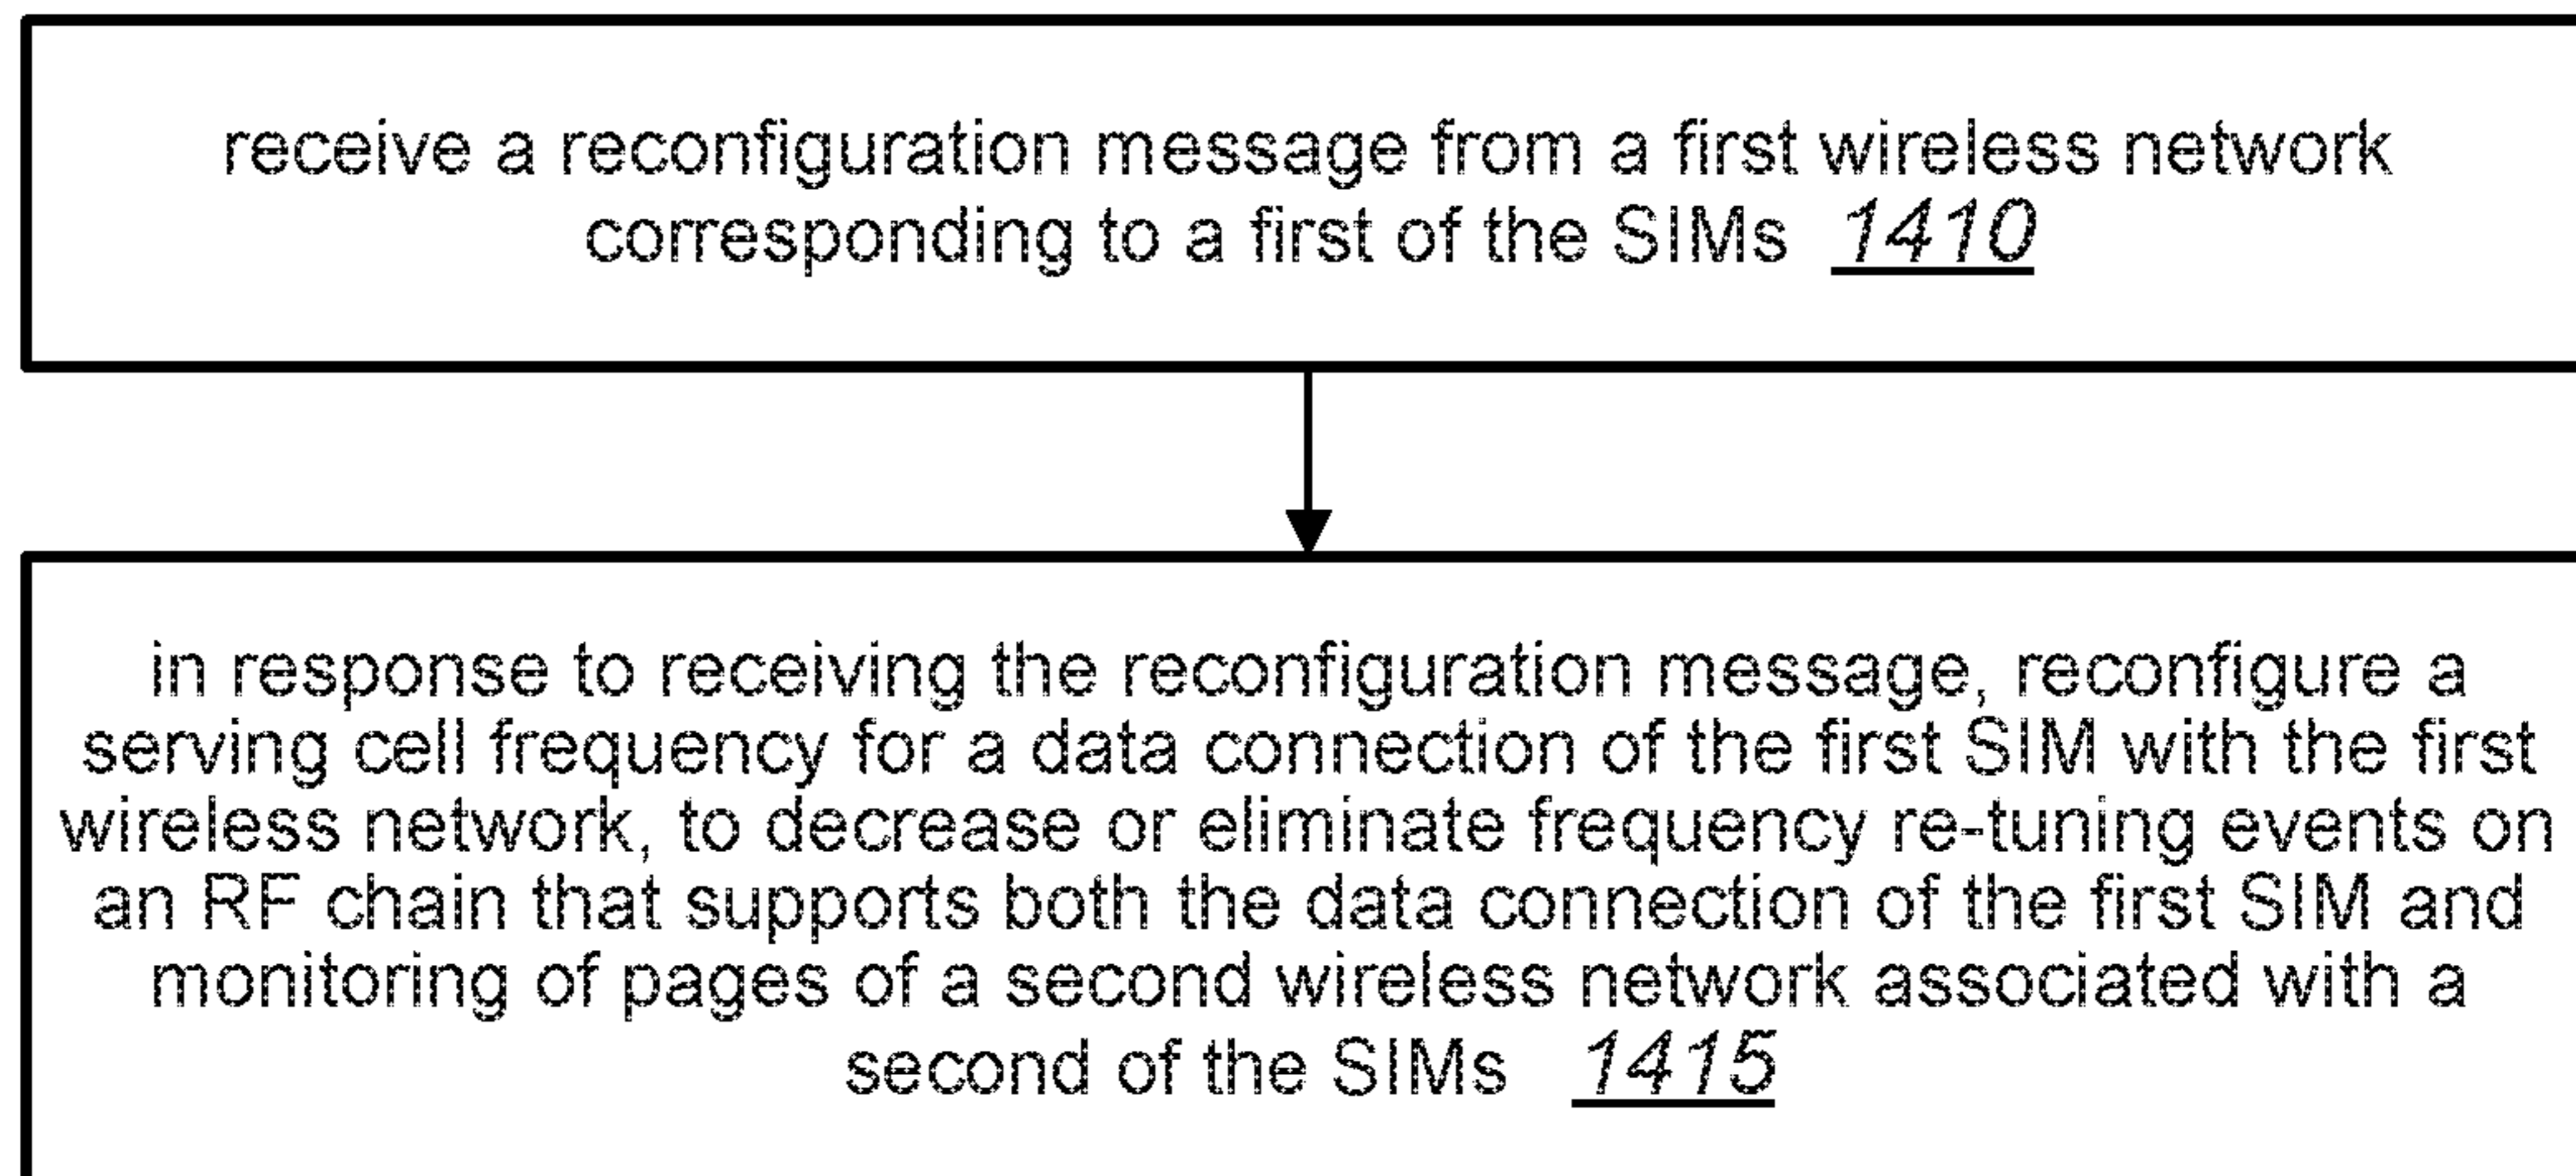 receive a reconfiguration message from a first wireless network
corresponding to a first of the SIMs 1410
in response to receiving the reconfiguration message, reconfigure a
serving cell frequency for a data connection of the first SIM with the first
wireless network, to decrease or eliminate frequency re-tuning events on
an RF chain that supports both the data connection of the first SIM and
monitoring of pages of a second wireless network associated with a
second of the SIMs 1415